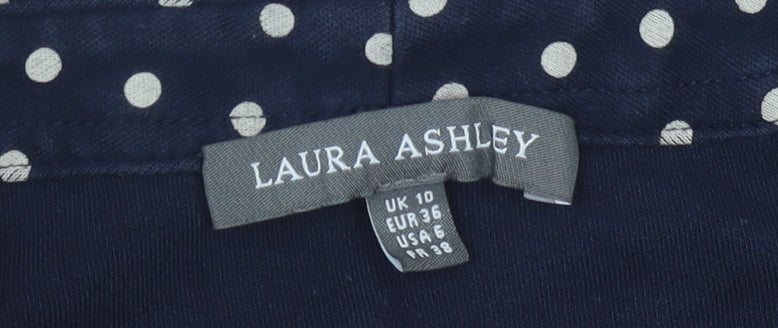 LAURA ASHLEY
UK 10
EUR 36
USA 6
FR 38